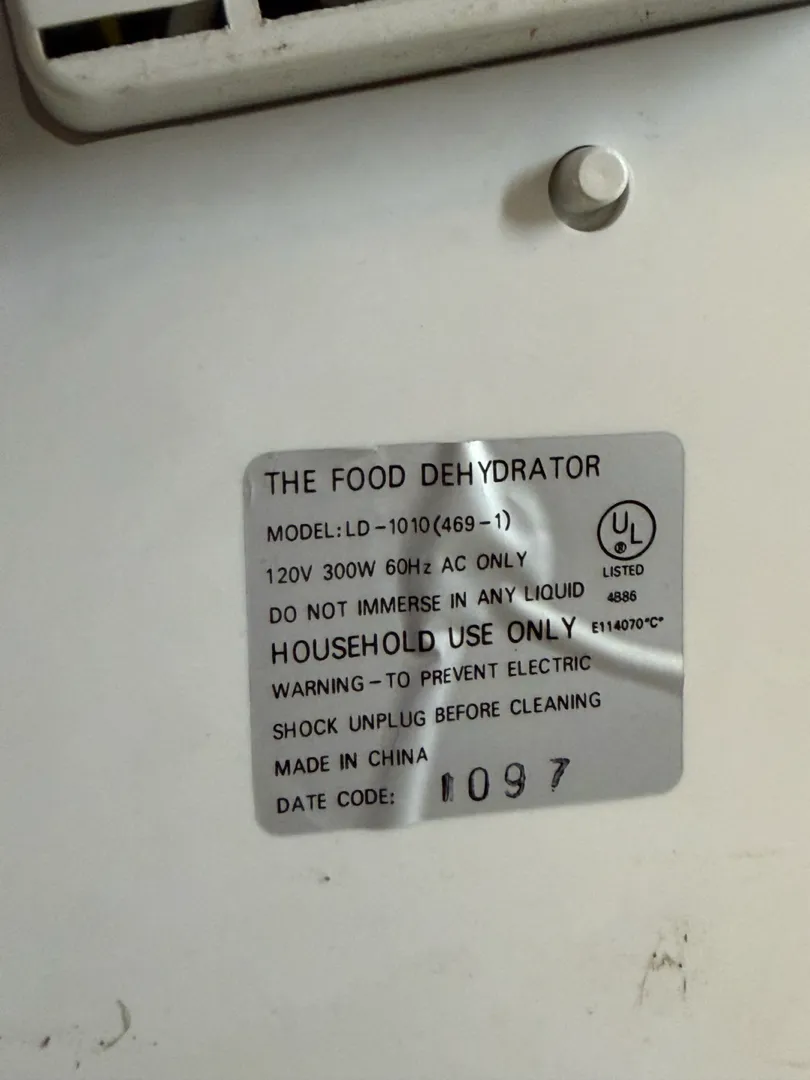 THE FOOD DEHYDRATOR
MODEL: LD-1010(469-1)
120V 300W 60Hz AC ONLY
UL
®
LISTED
DO NOT IMMERSE IN ANY LIQUID
4B86
HOUSEHOLD USE ONLY
E114070"C"
WARNING-TO PREVENT ELECTRIC
SHOCK UNPLUG BEFORE CLEANING
MADE IN CHINA
DATE CODE: 1097